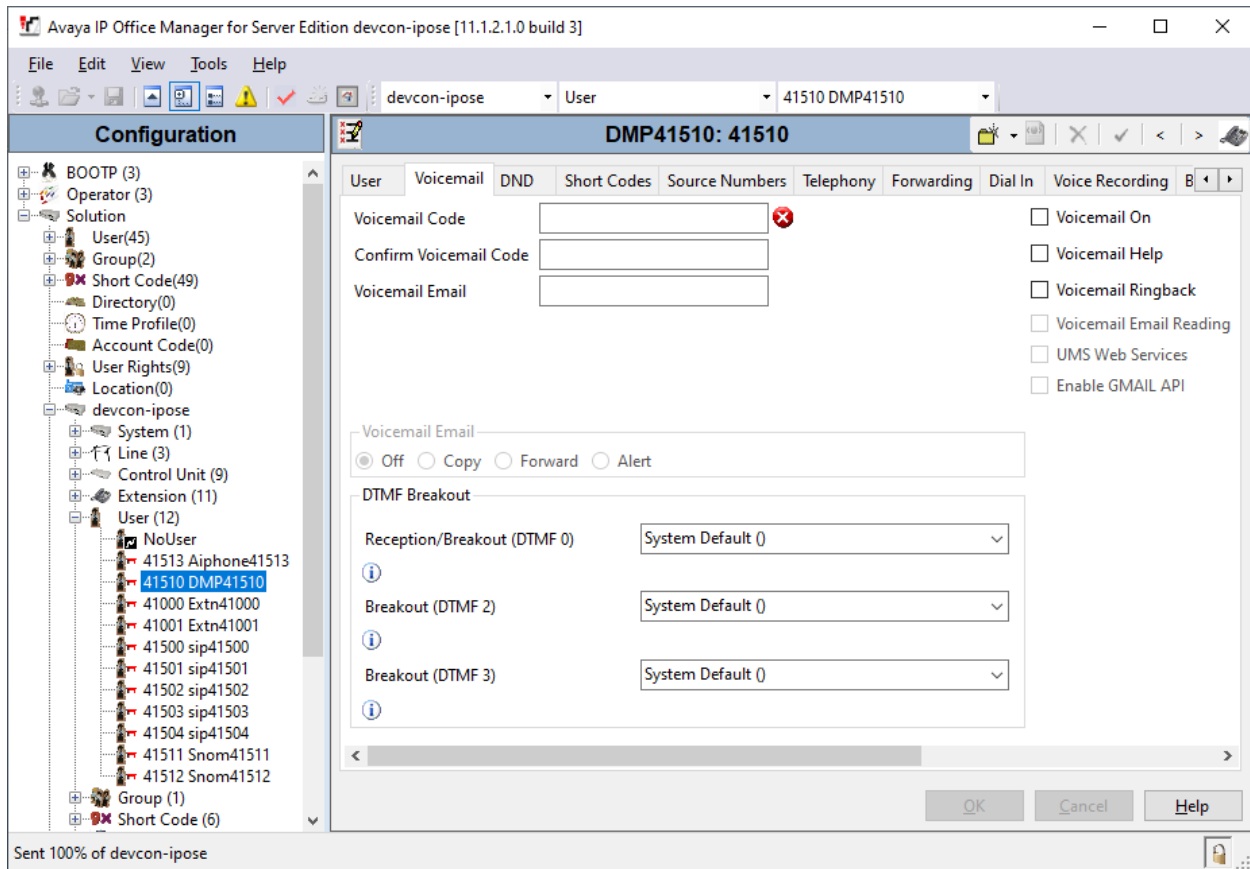 Avaya IP Office Manager for Server Edition devcon-ipose [11.1.2.1.0 build 3]
File Edit View Tools Help
devcon-ipose User 41510 DMP41510
Configuration
BOOTP (3)
Operator (3)
Solution
User(45)
Group(2)
Short Code(49)
Directory(0)
Time Profile(0)
Account Code(0)
User Rights(9)
Location(0)
devcon-ipose
System (1)
Line (3)
Control Unit (9)
Extension (11)
User (12)
NoUser
41513 Aiphone41513
41510 DMP41510
41000 Extn41000
41001 Extn41001
41500 sip41500
41501 sip41501
41502 sip41502
41503 sip41503
41504 sip41504
41511 Snom41511
41512 Snom41512
Group (1)
Short Code (6)
DMP41510: 41510
User Voicemail DND Short Codes Source Numbers Telephony Forwarding Dial In Voice Recording B
Voicemail Code
Confirm Voicemail Code
Voicemail Email
Voicemail On
Voicemail Help
Voicemail Ringback
Voicemail Email Reading
UMS Web Services
Enable GMAIL API
Voicemail Email
Off Copy Forward Alert
DTMF Breakout
Reception/Breakout (DTMF 0) System Default ()
Breakout (DTMF 2) System Default ()
Breakout (DTMF 3) System Default ()
OK Cancel Help
Sent 100% of devcon-ipose